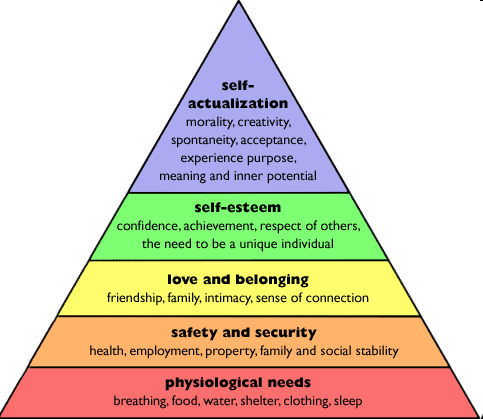 self-
actualization
morality, creativity,
spontaneity, acceptance,
experience purpose,
meaning and inner potential
self-esteem
confidence, achievement, respect of others,
the need to be a unique individual
love and belonging
friendship, family, intimacy, sense of connection
safety and security
health, employment, property, family and social stability
physiological needs
breathing, food, water, shelter, clothing, sleep